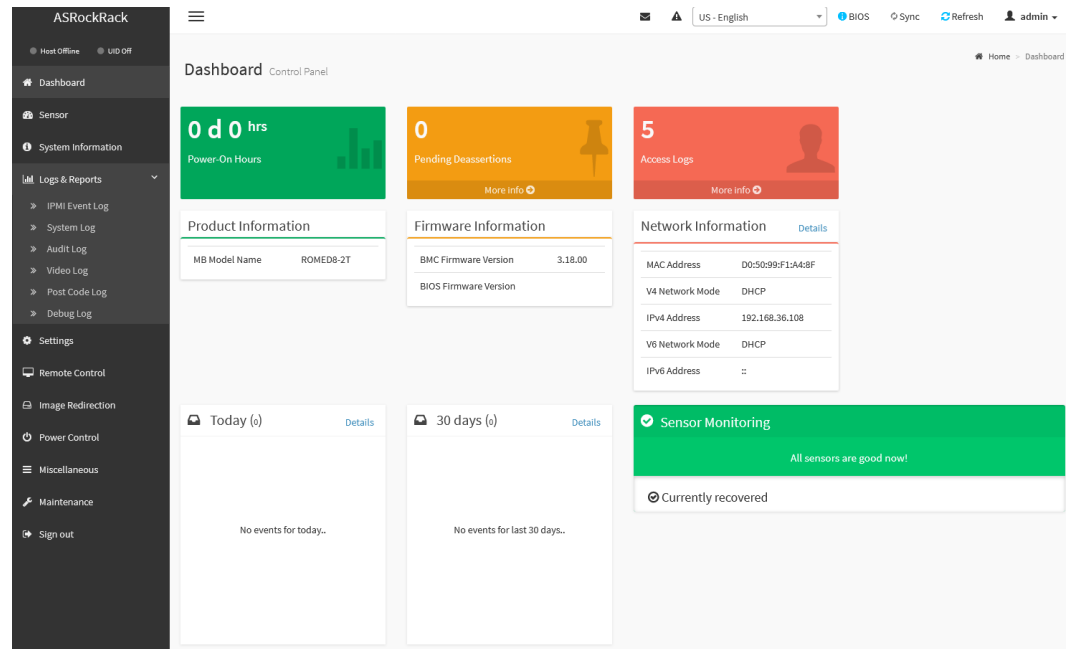 ASRockRack
US - English
BIOS
Sync
Refresh
admin
Host Offline
UID Off
Dashboard
Sensor
System Information
Logs & Reports
IPMI Event Log
System Log
Audit Log
Video Log
Post Code Log
Debug Log
Settings
Remote Control
Image Redirection
Power Control
Miscellaneous
Maintenance
Sign out
Dashboard Control Panel
Home > Dashboard
0 d 0 hrs
Power-On Hours
0
Pending Deassertions
More info
5
Access Logs
More info
Product Information
MB Model Name ROMED8-2T
Firmware Information
BMC Firmware Version 3.18.00
BIOS Firmware Version
Network Information Details
MAC Address D0:50:99:F1:A4:8F
V4 Network Mode DHCP
IPv4 Address 192.168.36.108
V6 Network Mode DHCP
IPv6 Address ::
Today (0) Details
No events for today..
30 days (0) Details
No events for last 30 days..
Sensor Monitoring
All sensors are good now!
Currently recovered